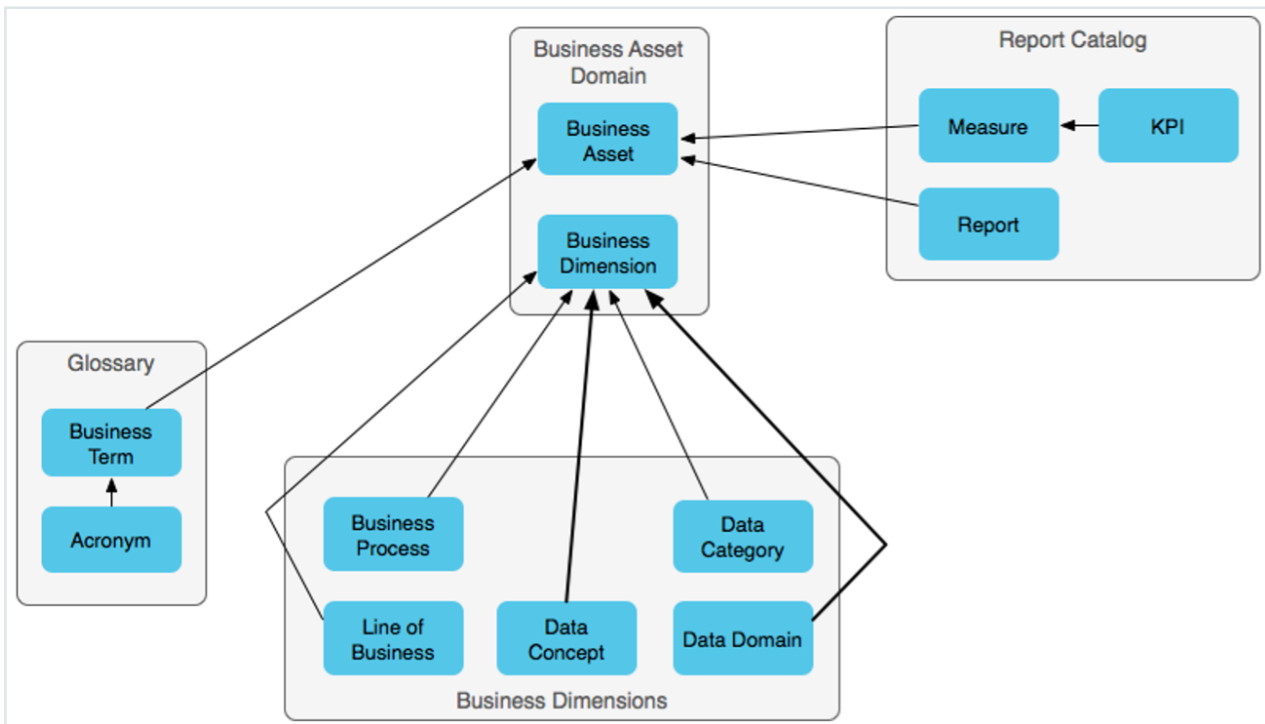 Business Asset
Domain
Business
Asset
Business
Dimension
Report Catalog
Measure
KPI
Report
Glossary
Business
Term
Acronym
Business
Process
Data
Category
Line of
Business
Data
Concept
Data Domain
Business Dimensions